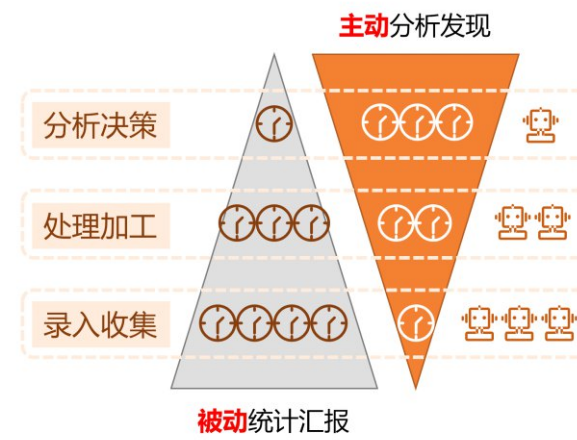 主动分析发现
分析决策
处理加工
录入收集
被动统计汇报